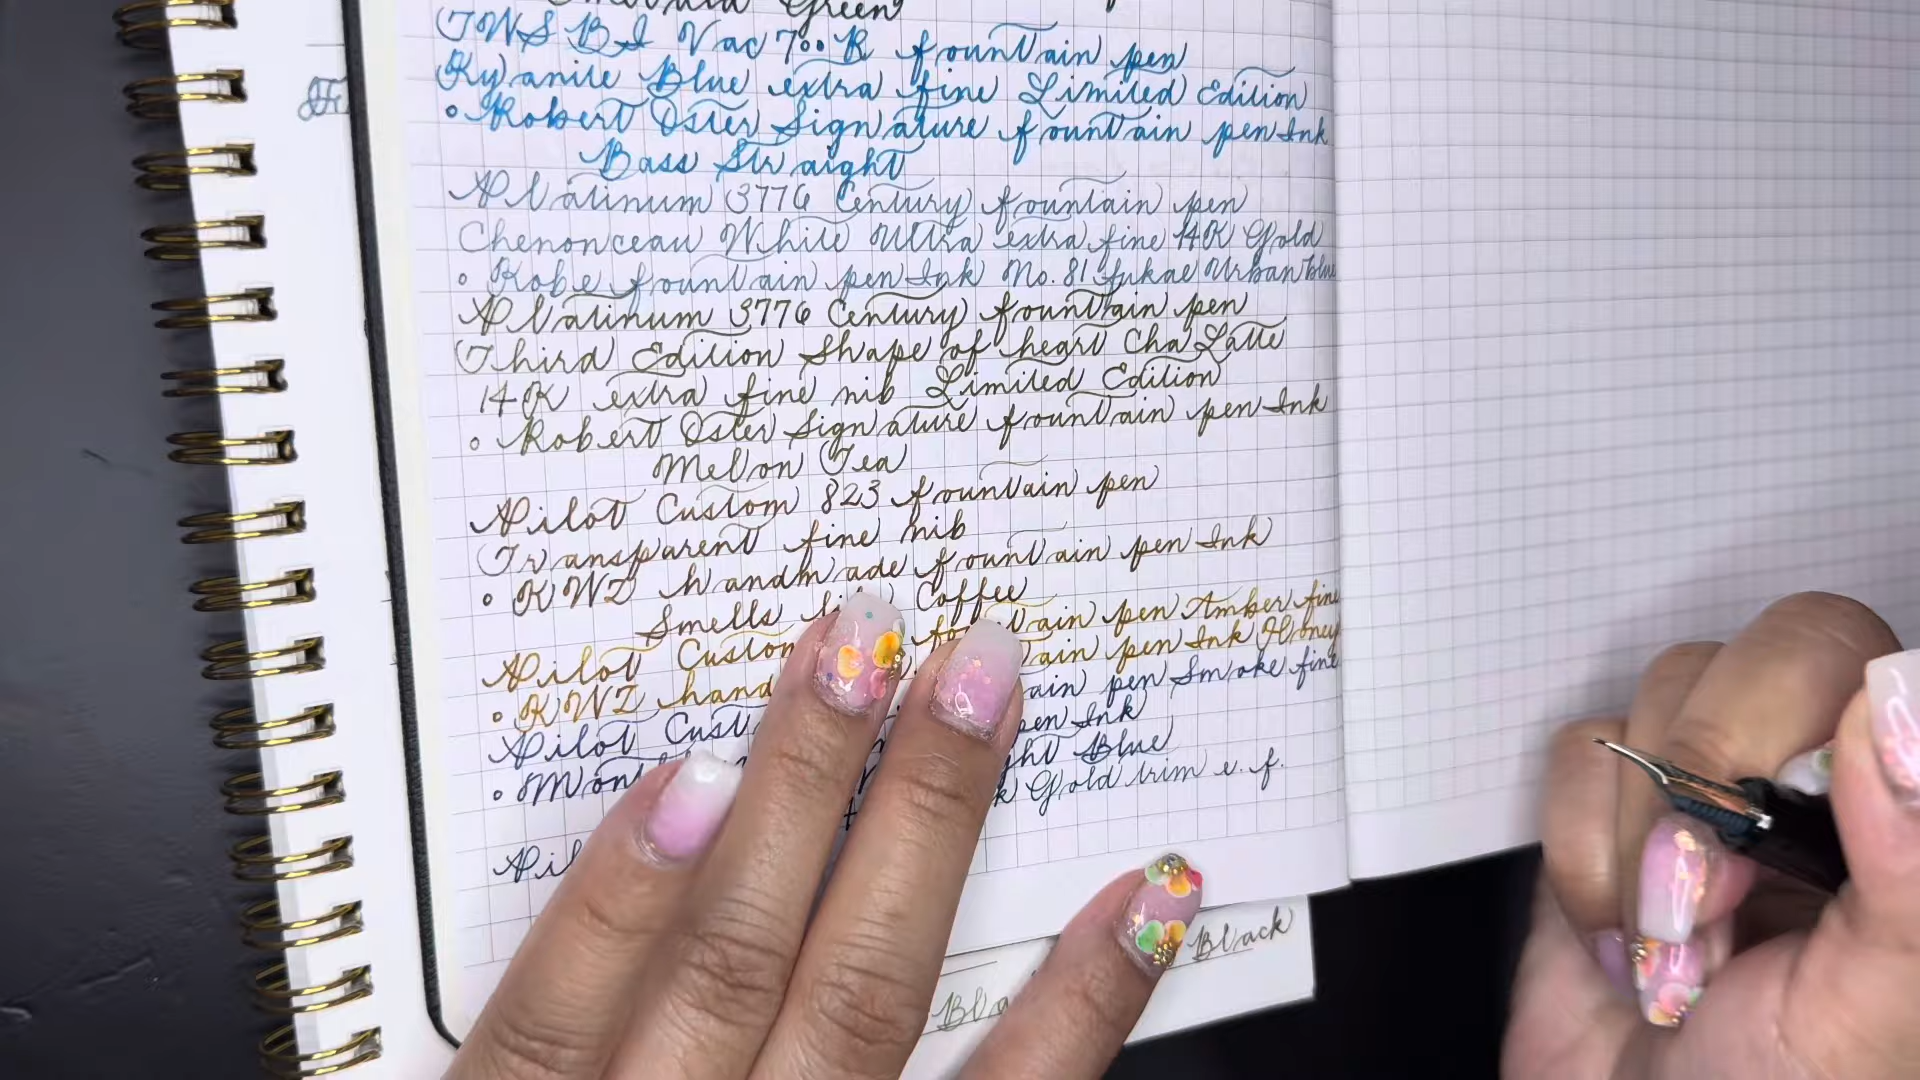 Green
TWSBI Vac 700R fountain pen
Kyanite Blue extra fine Limited Edition
• Robert Oster Signature fountain pen Ink
Bass Straight
Platinum 3776 Century fountain pen
Chenonceau White Ultra extra fine 14K Gold
• Kobe fountain pen Ink No. 81 Fukae Urban blue
Platinum 3776 Century fountain pen
Third Edition Shape of heart Cha Latte
14K extra fine nib Limited Edition
• Robert Oster Signature fountain pen Ink
Melon Tea
Pilot Custom 823 fountain pen
Transparent fine nib
• KWZ handmade fountain pen Ink
Smells Coffee
Pilot Custom pen Amber fine
• KWZ hand pen Ink Honey
Pilot Cust pen Smoke fine
• Mont pen Ink
Blue
Gold trim e.f.
Pil
Black